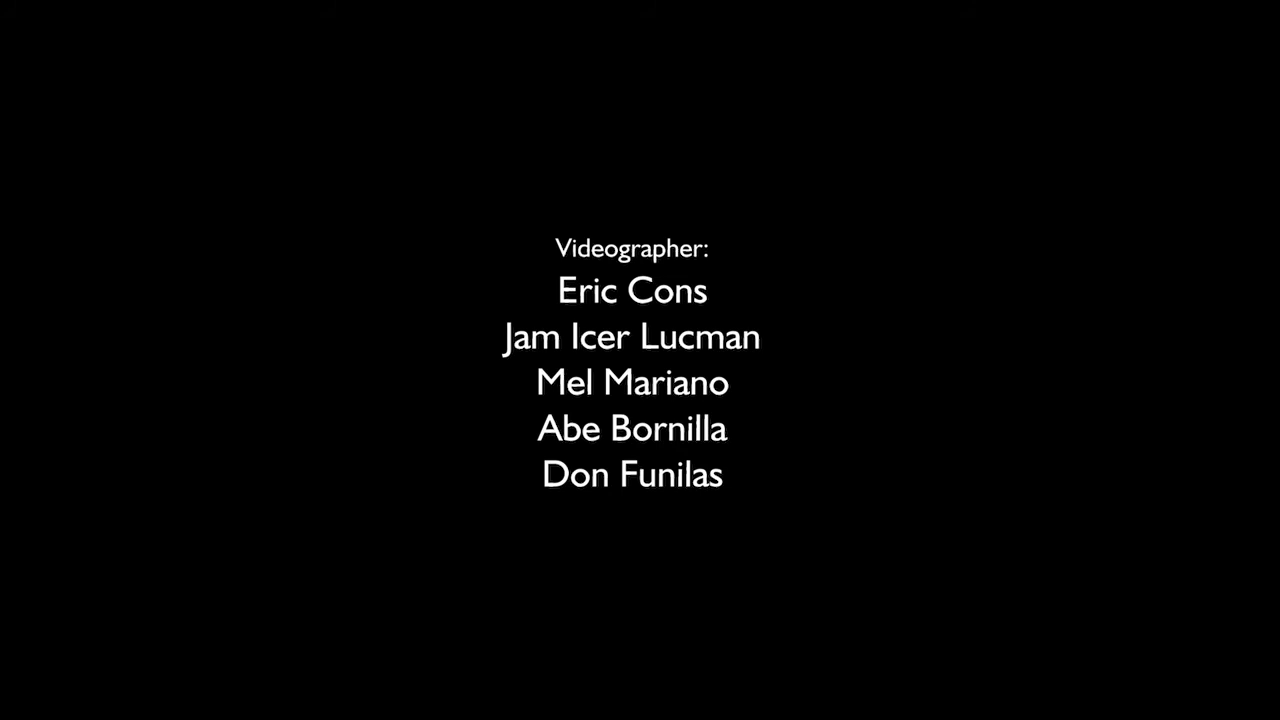 Videographer:
Eric Cons
Jam Icer Lucman
Mel Mariano
Abe Bornilla
Don Funilas